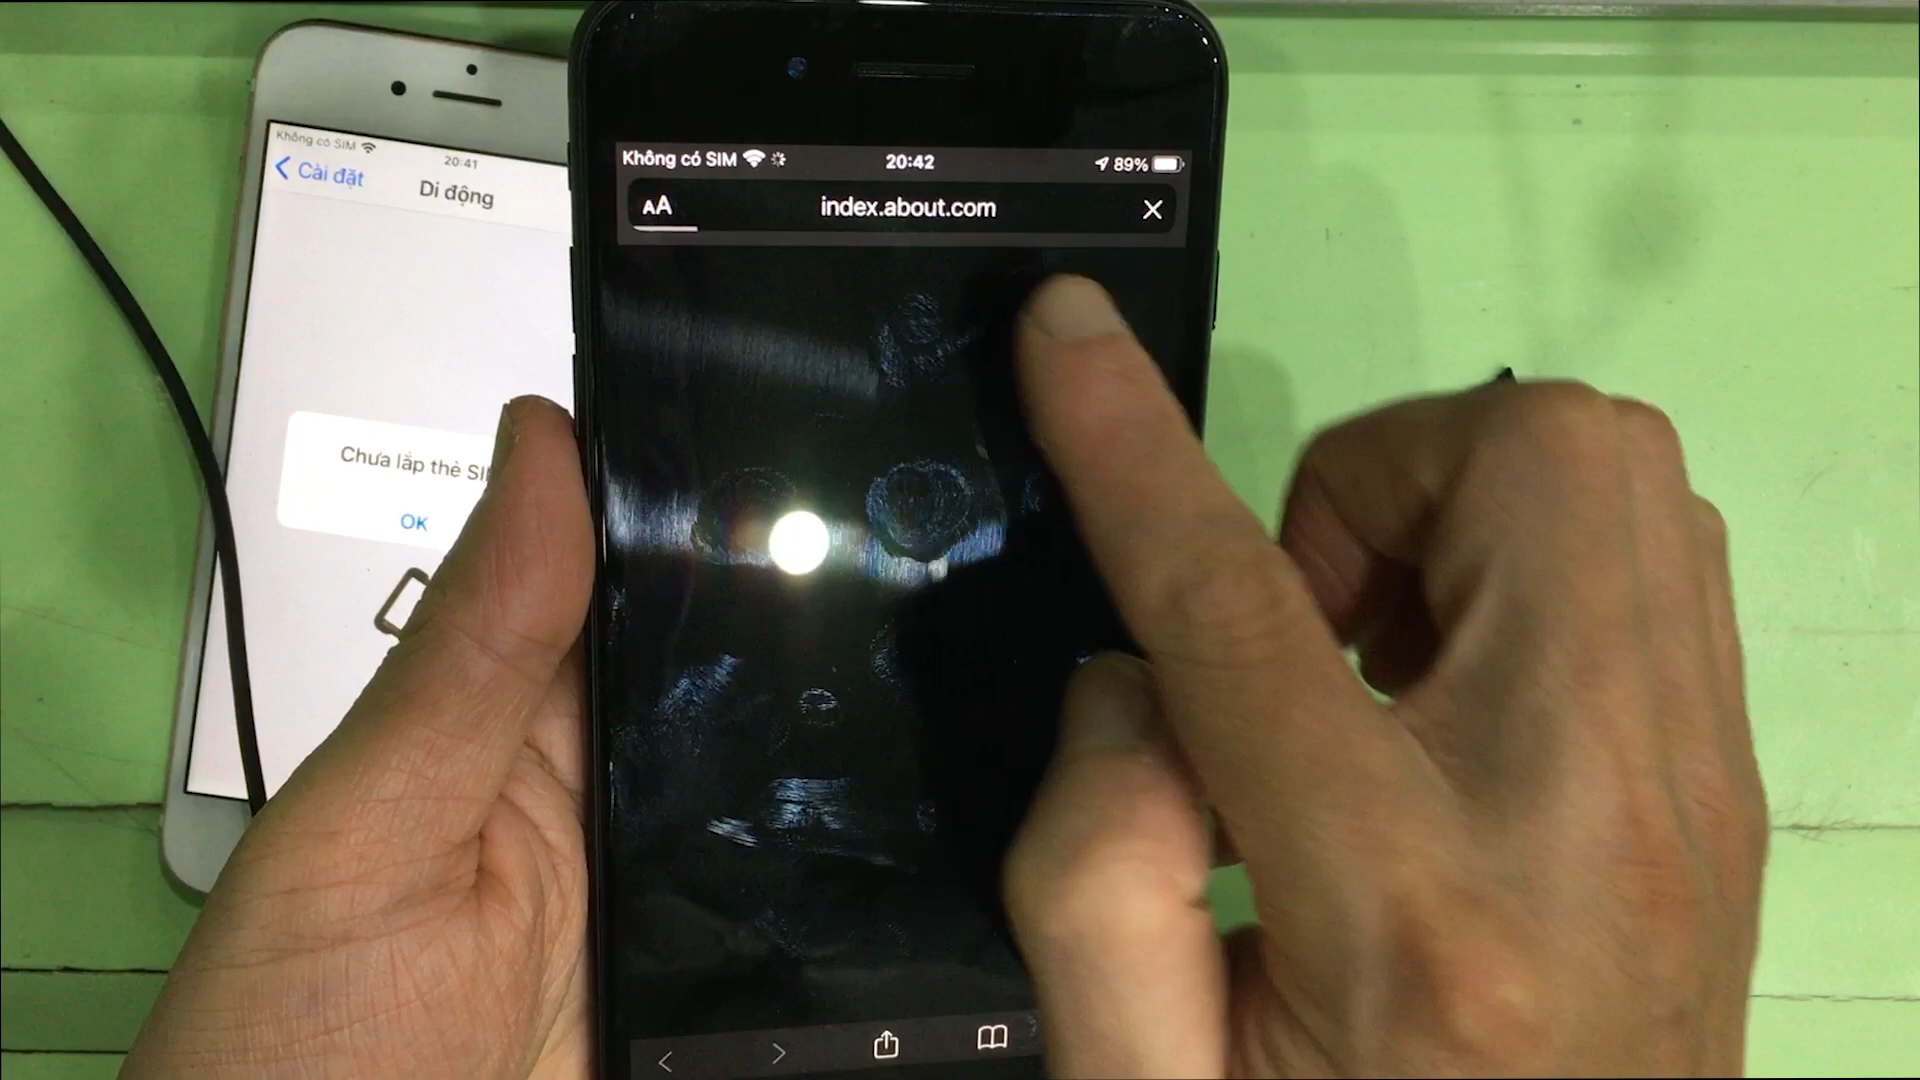 Không có SIM
20:41
Cài đặt
Di động
Chưa lắp thẻ
OK
Không có SIM 20:42 89%
AA index.about.com